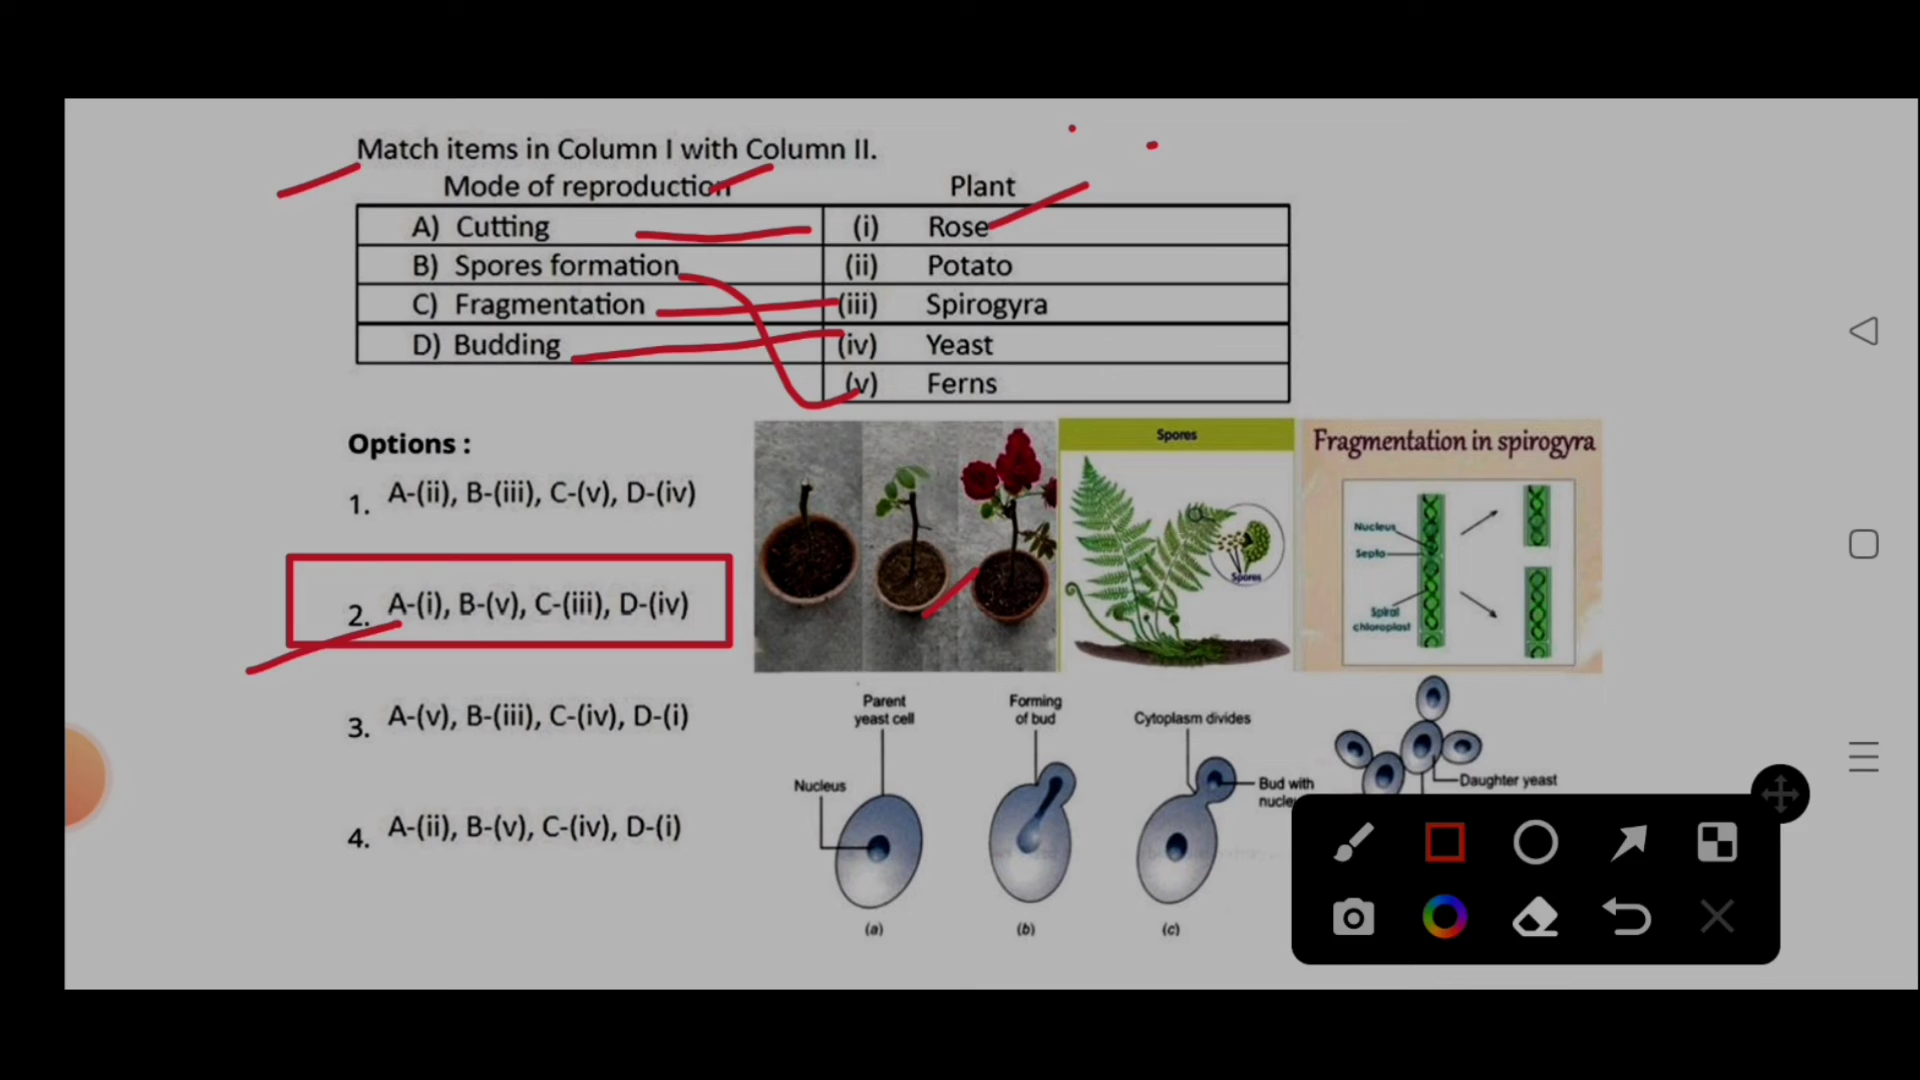 Match items in Column I with Column II.
Mode of reproduction Plant
A) Cutting (i) Rose
B) Spores formation (ii) Potato
C) Fragmentation (iii) Spirogyra
D) Budding (iv) Yeast
(v) Ferns
Options :
1. A-(ii), B-(iii), C-(v), D-(iv)
2. A-(i), B-(v), C-(iii), D-(iv)
3. A-(v), B-(iii), C-(iv), D-(i)
4. A-(ii), B-(v), C-(iv), D-(i)
Spores
Spores
Fragmentation in spirogyra
Nucleus
Septa
Spiral
chloroplast
Parent
yeast cell
Nucleus
(a)
Forming
of bud
(b)
Cytoplasm divides
Bud with
(c)
Daughter yeast